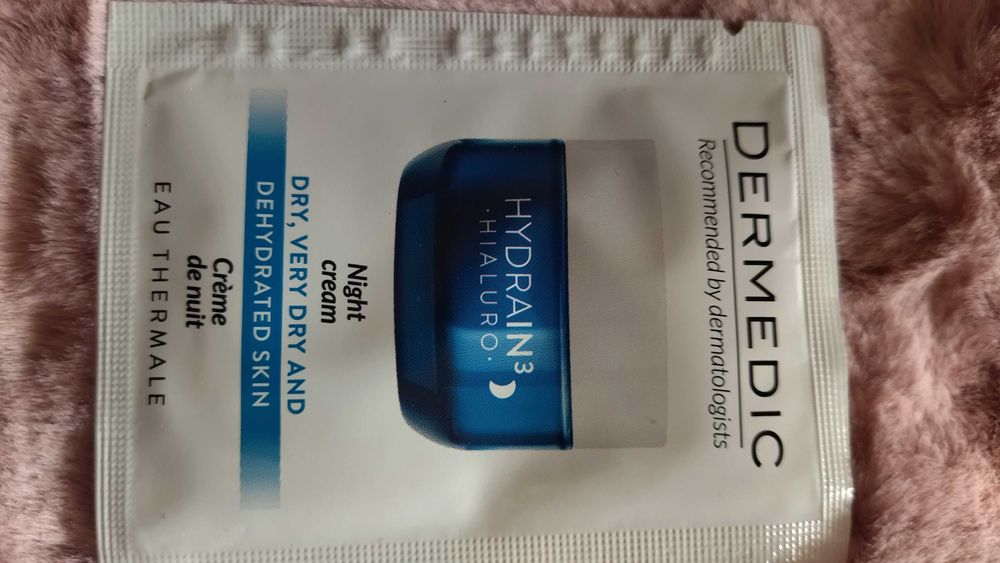 DERMEDIC
Recommended by dermatologists
HYDRAIN³
·HIALURO·
Night
cream
DRY, VERY DRY AND
DEHYDRATED SKIN
Crème
de nuit
EAU THERMALE